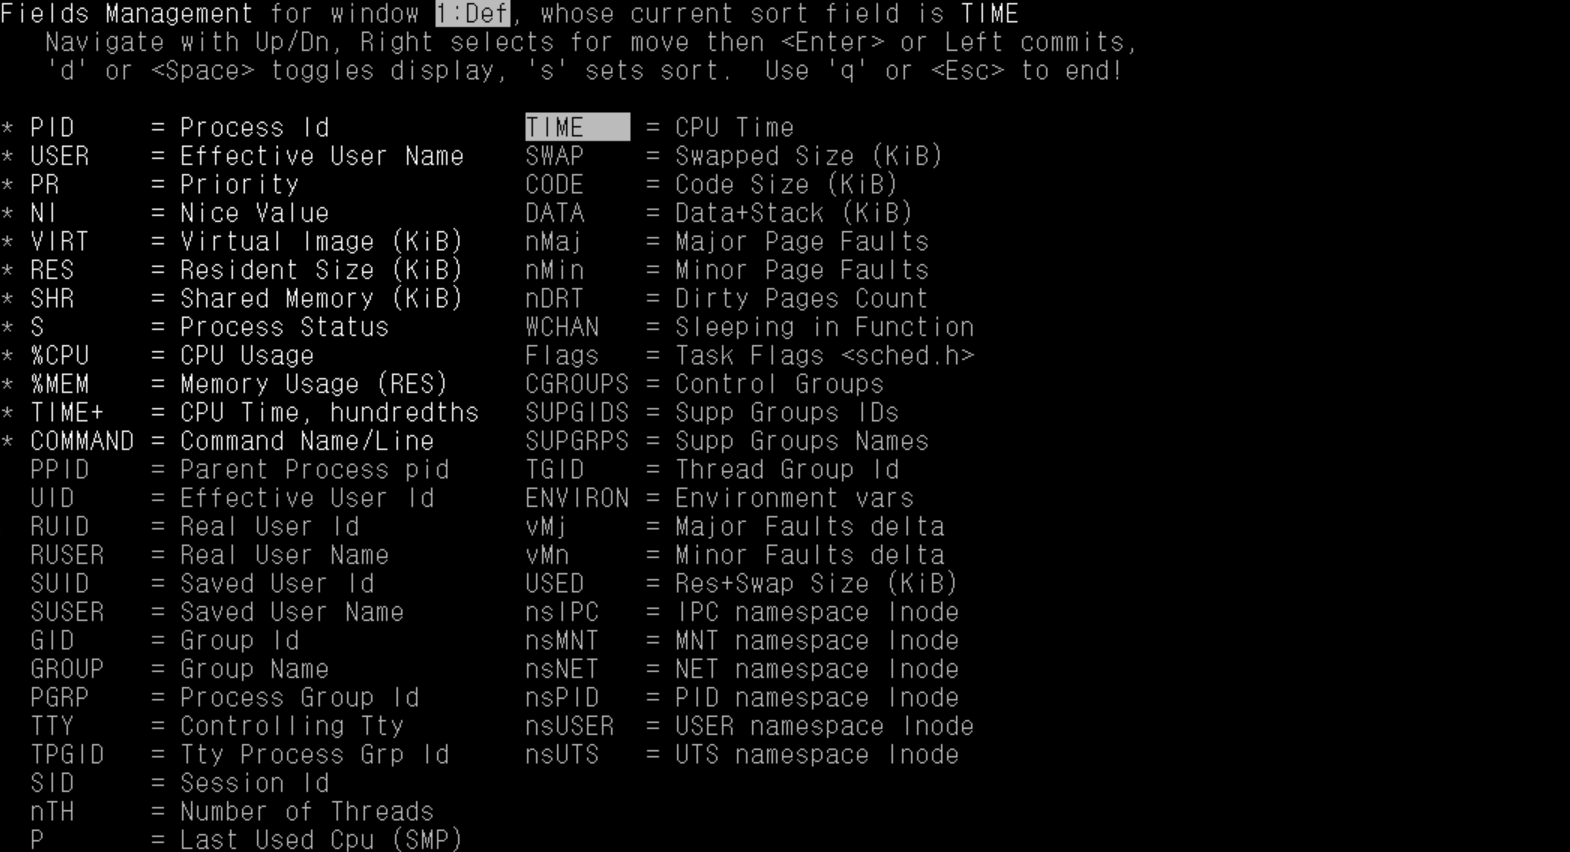 Fields Management for window 1:Def, whose current sort field is TIME
Navigate with Up/Dn, Right selects for move then <Enter> or Left commits,
'd' or <Space> toggles display, 's' sets sort.  Use 'q' or <Esc> to end!
* PID     = Process Id             TIME    = CPU Time
* USER    = Effective User Name    SWAP    = Swapped Size (KiB)
* PR      = Priority               CODE    = Code Size (KiB)
* NI      = Nice Value             DATA    = Data+Stack (KiB)
* VIRT    = Virtual Image (KiB)    nMaj    = Major Page Faults
* RES     = Resident Size (KiB)    nMin    = Minor Page Faults
* SHR     = Shared Memory (KiB)    nDRT    = Dirty Pages Count
* S       = Process Status         WCHAN   = Sleeping in Function
* %CPU    = CPU Usage              Flags   = Task Flags <sched.h>
* %MEM    = Memory Usage (RES)     CGROUPS = Control Groups
* TIME+   = CPU Time, hundredths   SUPGIDS = Supp Groups IDs
* COMMAND = Command Name/Line      SUPGRPS = Supp Groups Names
PPID    = Parent Process pid     TGID    = Thread Group Id
UID     = Effective User Id      ENVIRON = Environment vars
RUID    = Real User Id           vMj     = Major Faults delta
RUSER   = Real User Name         vMn     = Minor Faults delta
SUID    = Saved User Id          USED    = Res+Swap Size (KiB)
SUSER   = Saved User Name        nsIPC   = IPC namespace Inode
GID     = Group Id               nsMNT   = MNT namespace Inode
GROUP   = Group Name             nsNET   = NET namespace Inode
PGRP    = Process Group Id       nsPID   = PID namespace Inode
TTY     = Controlling Tty        nsUSER  = USER namespace Inode
TPGID   = Tty Process Grp Id     nsUTS   = UTS namespace Inode
SID     = Session Id
nTH     = Number of Threads
P       = Last Used Cpu (SMP)